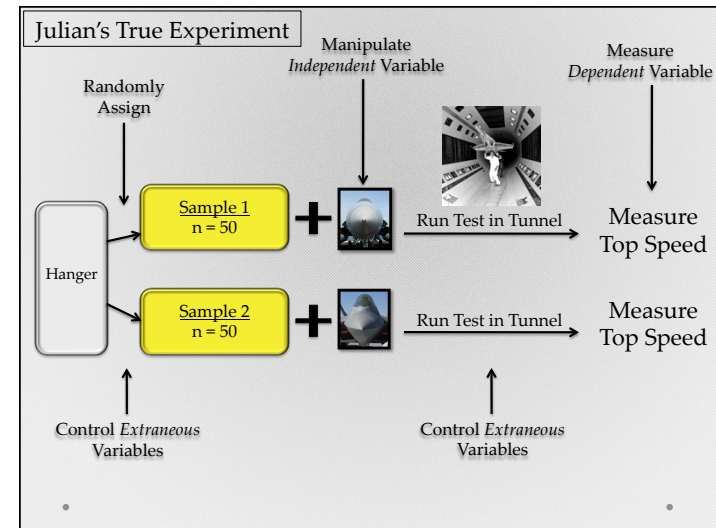 Julian's True Experiment
Manipulate
Independent Variable
Measure
Dependent Variable
Randomly
Assign
Hanger
Sample 1
n = 50
Run Test in Tunnel
Measure
Top Speed
Sample 2
n = 50
Run Test in Tunnel
Measure
Top Speed
Control Extraneous
Variables
Control Extraneous
Variables